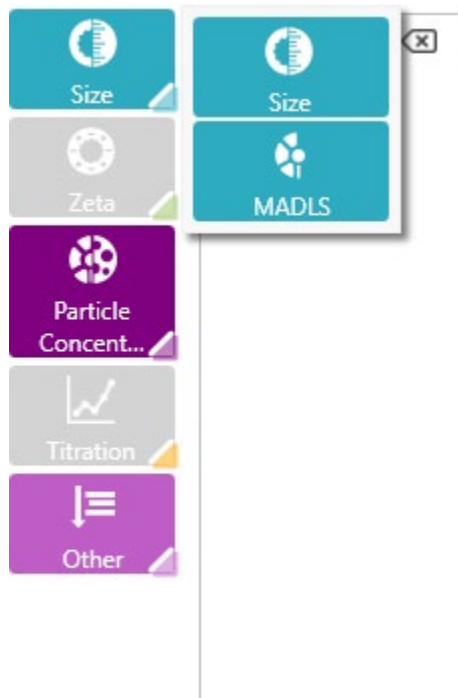 Size
Zeta
Particle
Concent...
Titration
Other
Size
MADLS